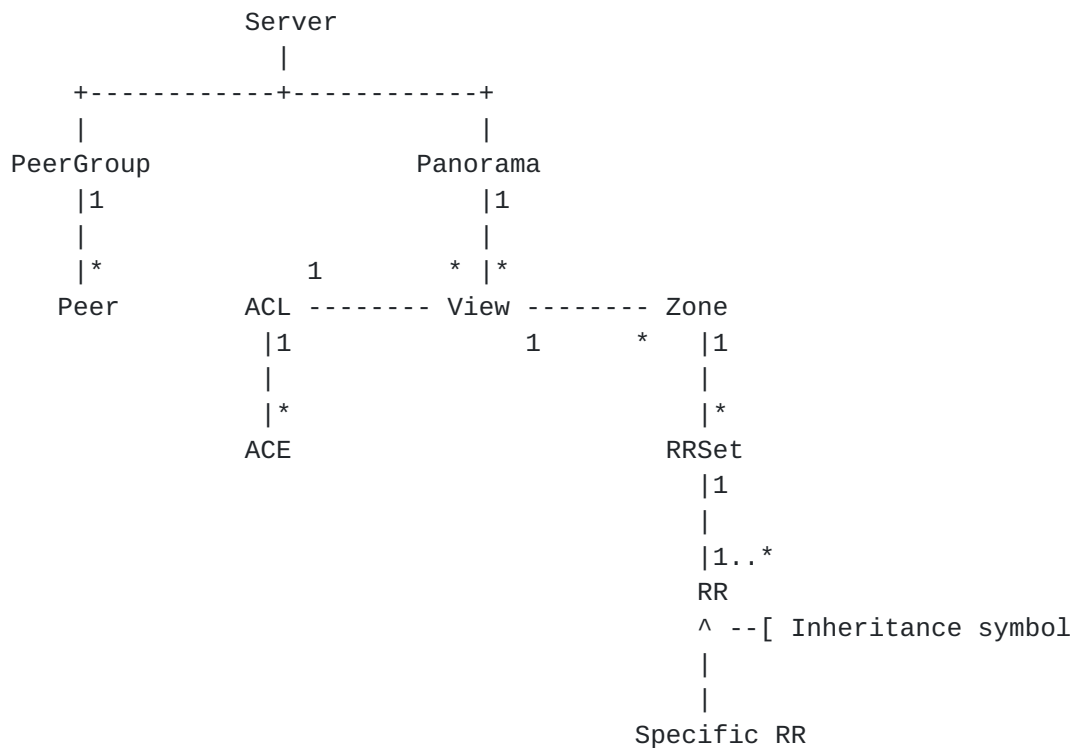 Server
|
+------------+------------+
| |
PeerGroup Panorama
|1 |1
| |
|* 1 * |*
Peer ACL -------- View -------- Zone
|1 1 * |1
| |
|* |*
ACE RRSet
|1
|
|1..*
RR
^ --[ Inheritance symbol
|
|
Specific RR